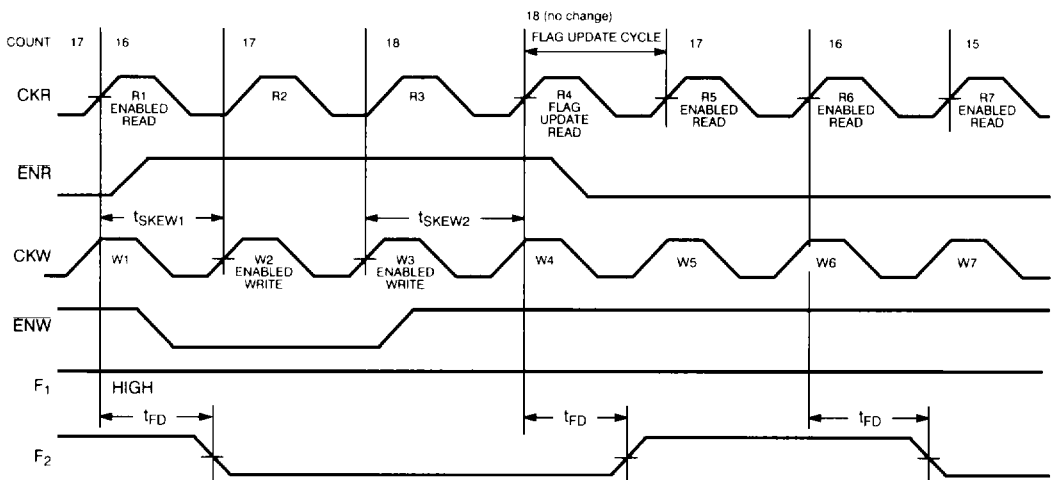 18 (no change)
COUNT 17 16 17 18 FLAG UPDATE CYCLE 17 16 15
CKR
R1 ENABLED READ
R2
R3
R4 FLAG UPDATE READ
R5 ENABLED READ
R6 ENABLED READ
R7 ENABLED READ
ENR
tSKEW1 tSKEW2
CKW
W1
W2 ENABLED WRITE
W3 ENABLED WRITE
W4
W5
W6
W7
ENW
F1 HIGH
tFD tFD tFD
F2